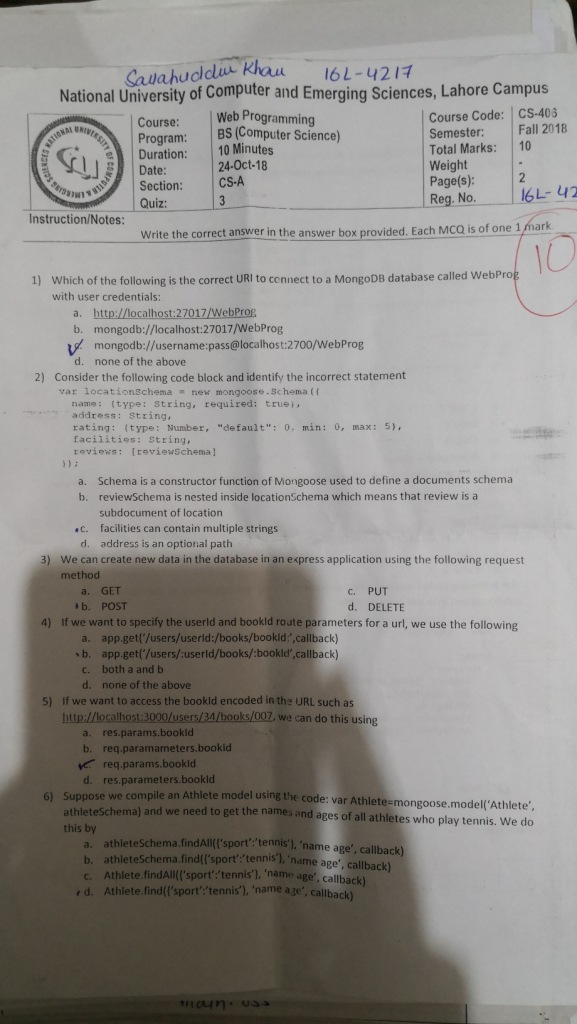 Sallahuddin Khan 16L-4217
National University of Computer and Emerging Sciences, Lahore Campus
Course: Web Programming Course Code: CS-406
Program: BS (Computer Science) Semester: Fall 2018
Duration: 10 Minutes Total Marks: 10
Date: 24-Oct-18 Weight -
Section: CS-A Page(s): 2
Quiz: 3 Reg. No. 16L-42
Instruction/Notes:
Write the correct answer in the answer box provided. Each MCQ is of one 1 mark
10
1) Which of the following is the correct URI to connect to a MongoDB database called WebProg
with user credentials:
a. http://localhost:27017/WebProg
b. mongodb://localhost:27017/WebProg
c. mongodb://username:pass@localhost:2700/WebProg
d. none of the above
2) Consider the following code block and identify the incorrect statement
var locationSchema = new mongoose.Schema({
name: {type: String, required: true},
address: String,
rating: {type: Number, "default": 0, min: 0, max: 5},
facilities: String,
reviews: [reviewSchema]
});
a. Schema is a constructor function of Mongoose used to define a documents schema
b. reviewSchema is nested inside locationSchema which means that review is a
subdocument of location
c. facilities can contain multiple strings
d. address is an optional path
3) We can create new data in the database in an express application using the following request
method
a. GET c. PUT
b. POST d. DELETE
4) If we want to specify the userId and bookId route parameters for a url, we use the following
a. app.get('/users/userId:/books/bookId:',callback)
b. app.get('/users/:userId/books/:bookId',callback)
c. both a and b
d. none of the above
5) If we want to access the bookId encoded in the URL such as
http://localhost:3000/users/34/books/007, we can do this using
a. res.params.bookId
b. req.paramameters.bookId
c. req.params.bookId
d. res.parameters.bookId
6) Suppose we compile an Athlete model using the code: var Athlete=mongoose.model('Athlete',
athleteSchema) and we need to get the names and ages of all athletes who play tennis. We do
this by
a. athleteSchema.findAll({'sport':'tennis'}, 'name age', callback)
b. athleteSchema.find({'sport':'tennis'}, 'name age', callback)
c. Athlete.findAll({'sport':'tennis'}, 'name age', callback)
d. Athlete.find({'sport':'tennis'}, 'name age', callback)